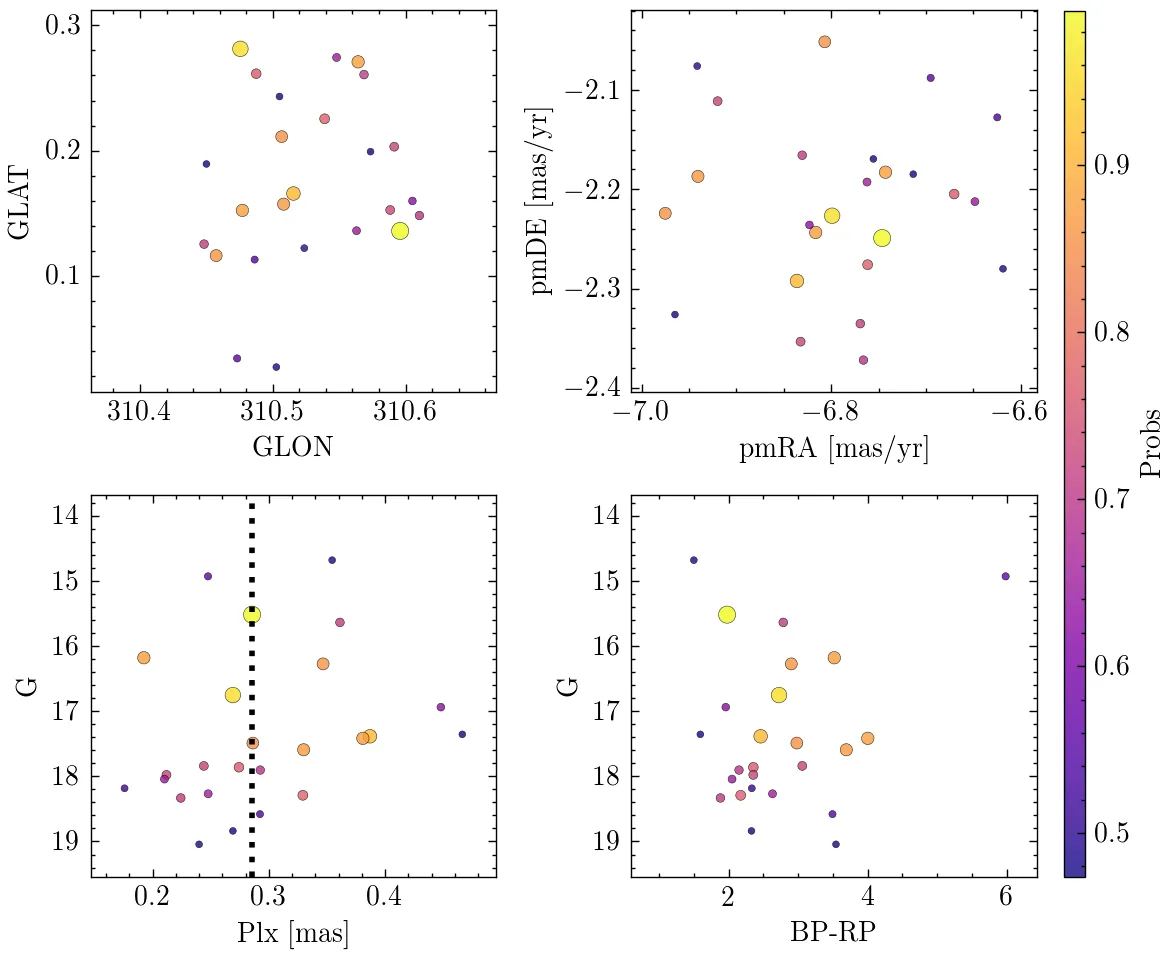 0.3
0.2
0.1
GLAT
310.4 310.5 310.6
GLON
−2.1
−2.2
−2.3
−2.4
pmDE [mas/yr]
−7.0 −6.8 −6.6
pmRA [mas/yr]
14
15
16
17
18
19
G
0.2 0.3 0.4
Plx [mas]
14
15
16
17
18
19
G
2 4 6
BP-RP
0.9
0.8
0.7
0.6
0.5
Probs